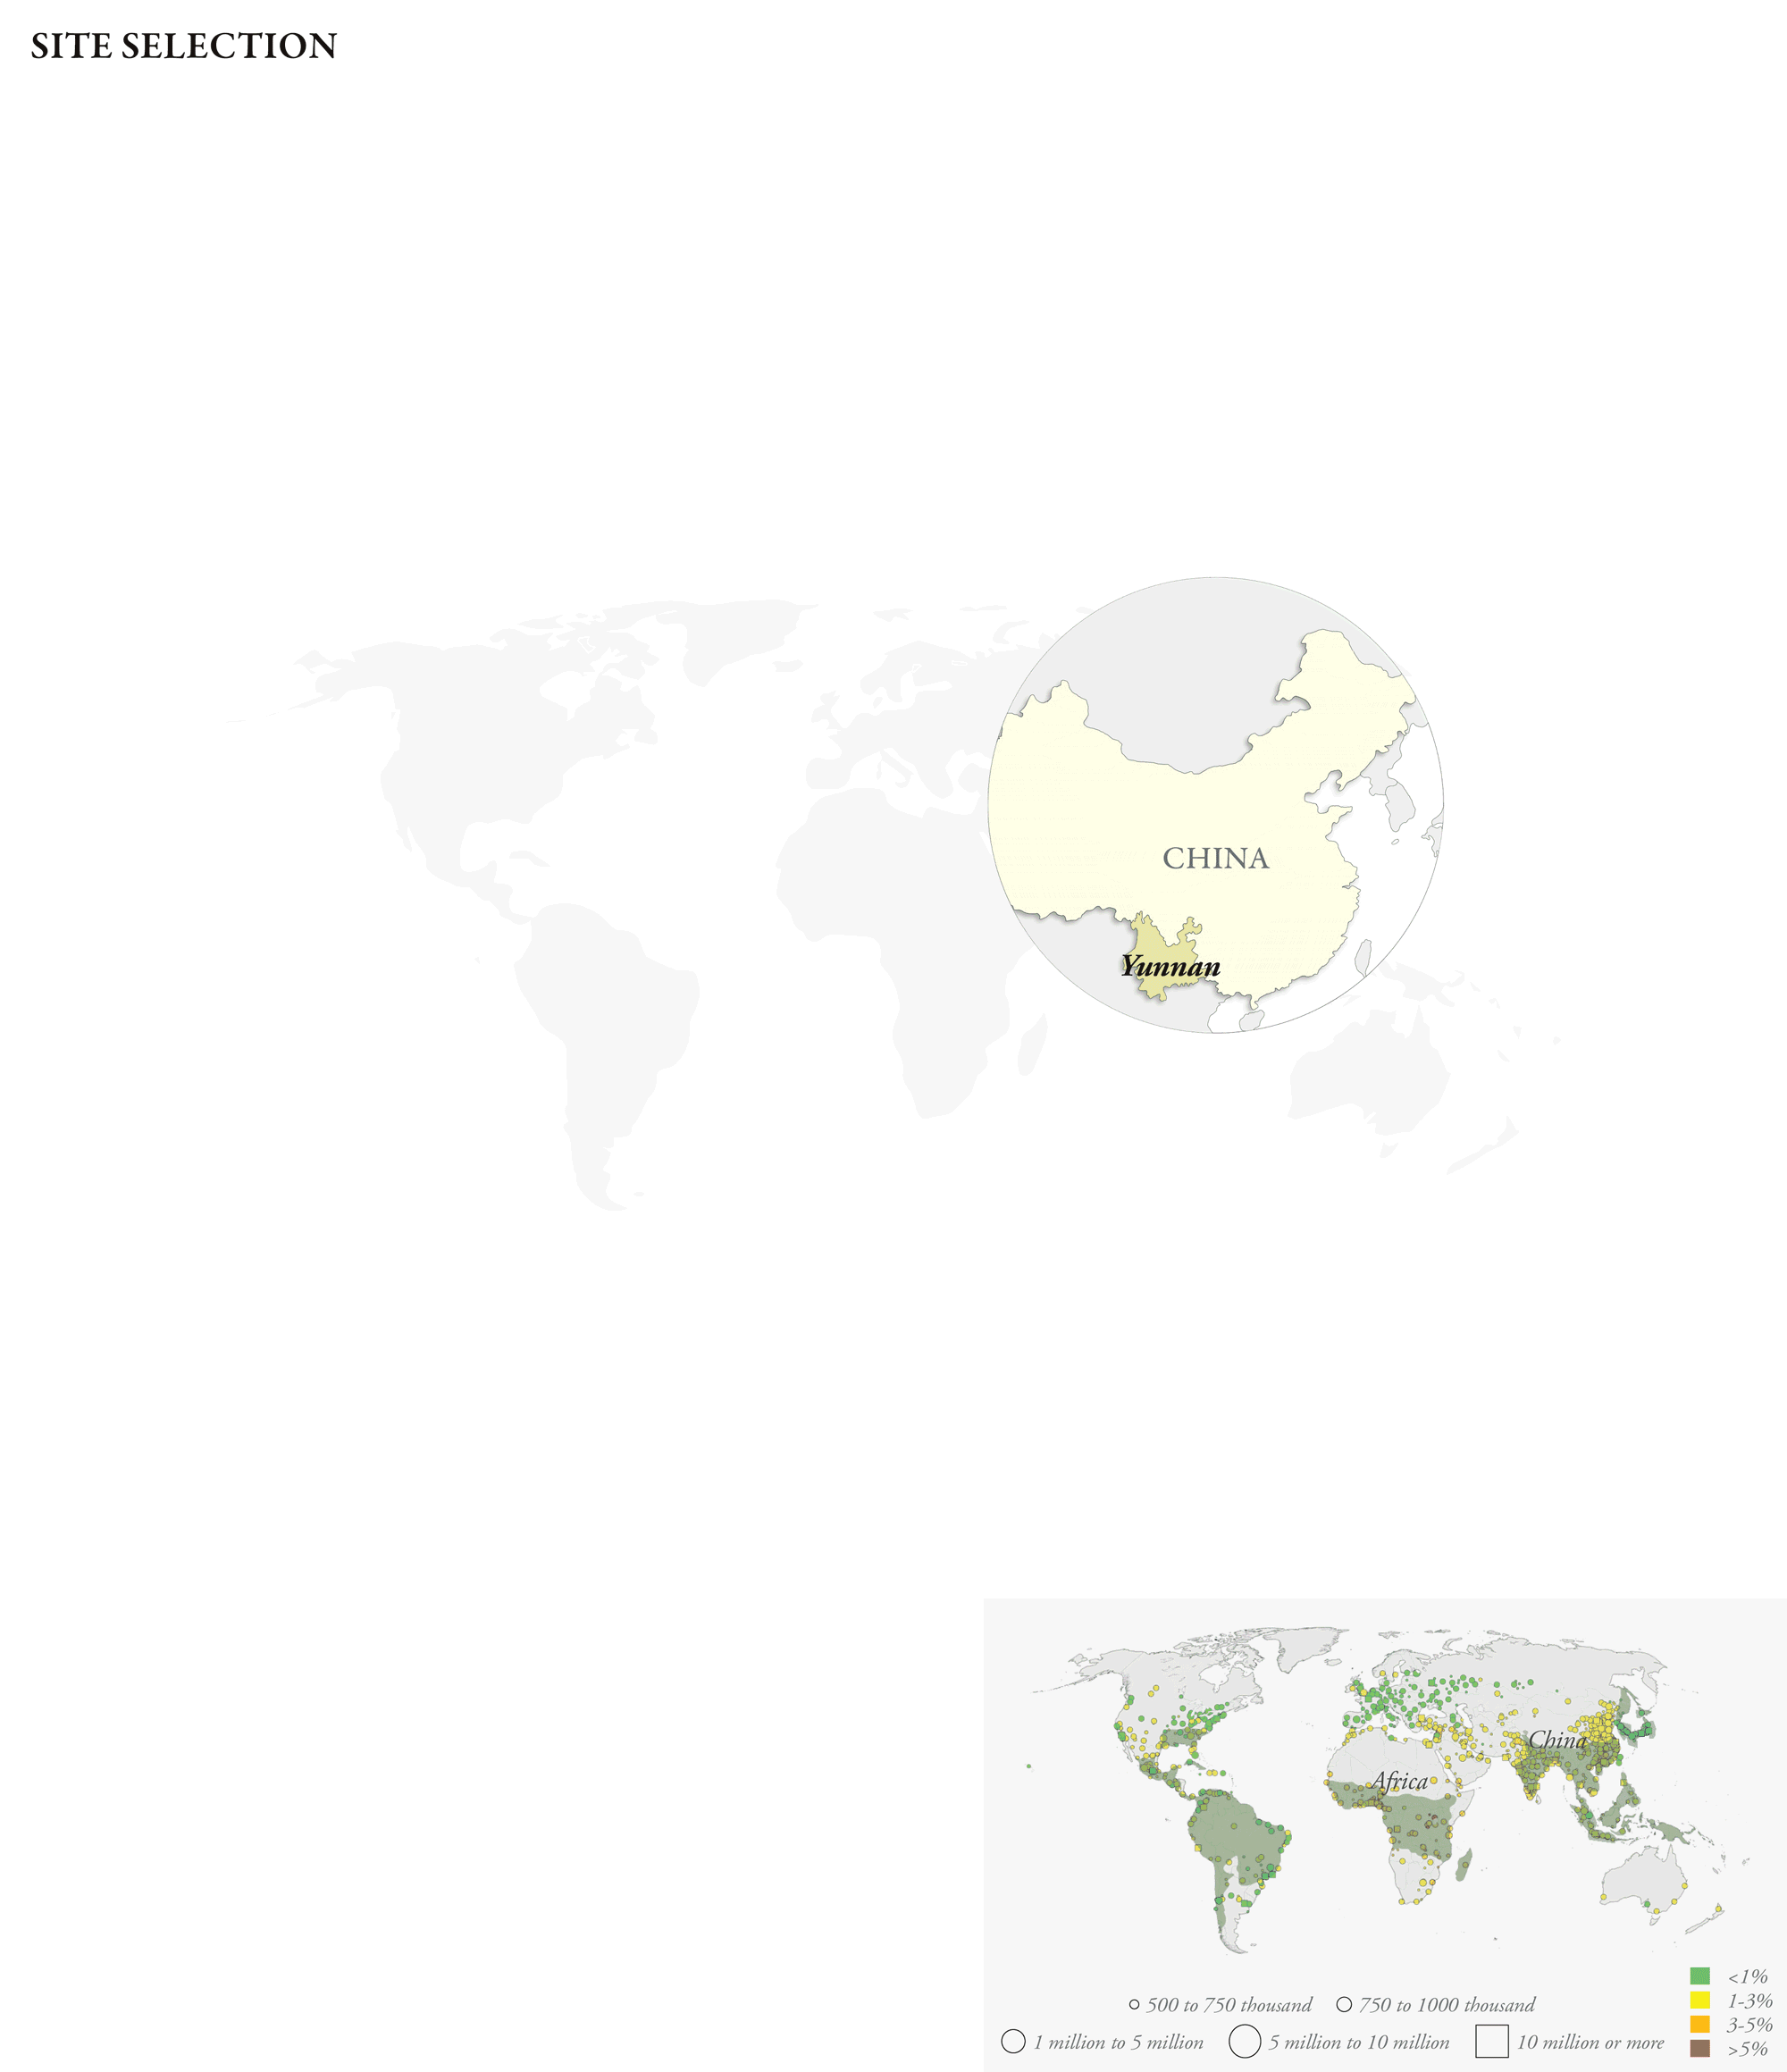 SITE SELECTION
CHINA
Yunnan
China
Africa
<1%
500 to 750 thousand 750 to 1000 thousand 1-3%
3-5%
1 million to 5 million 5 million to 10 million 10 million or more >5%